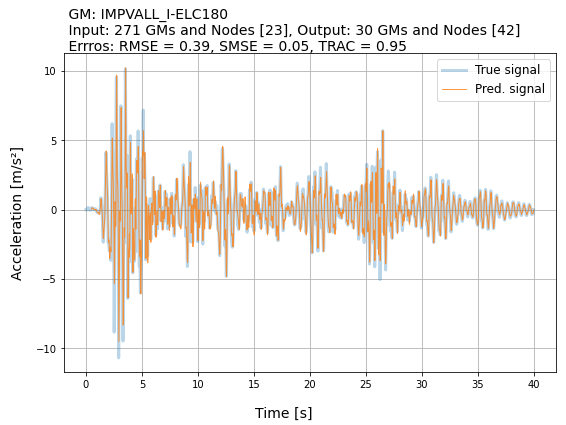 GM: IMPVALL_I-ELC180
Input: 271 GMs and Nodes [23], Output: 30 GMs and Nodes [42]
Errros: RMSE = 0.39, SMSE = 0.05, TRAC = 0.95
True signal
Pred. signal
10
5
0
−5
−10
Acceleration [m/s²]
0 5 10 15 20 25 30 35 40
Time [s]